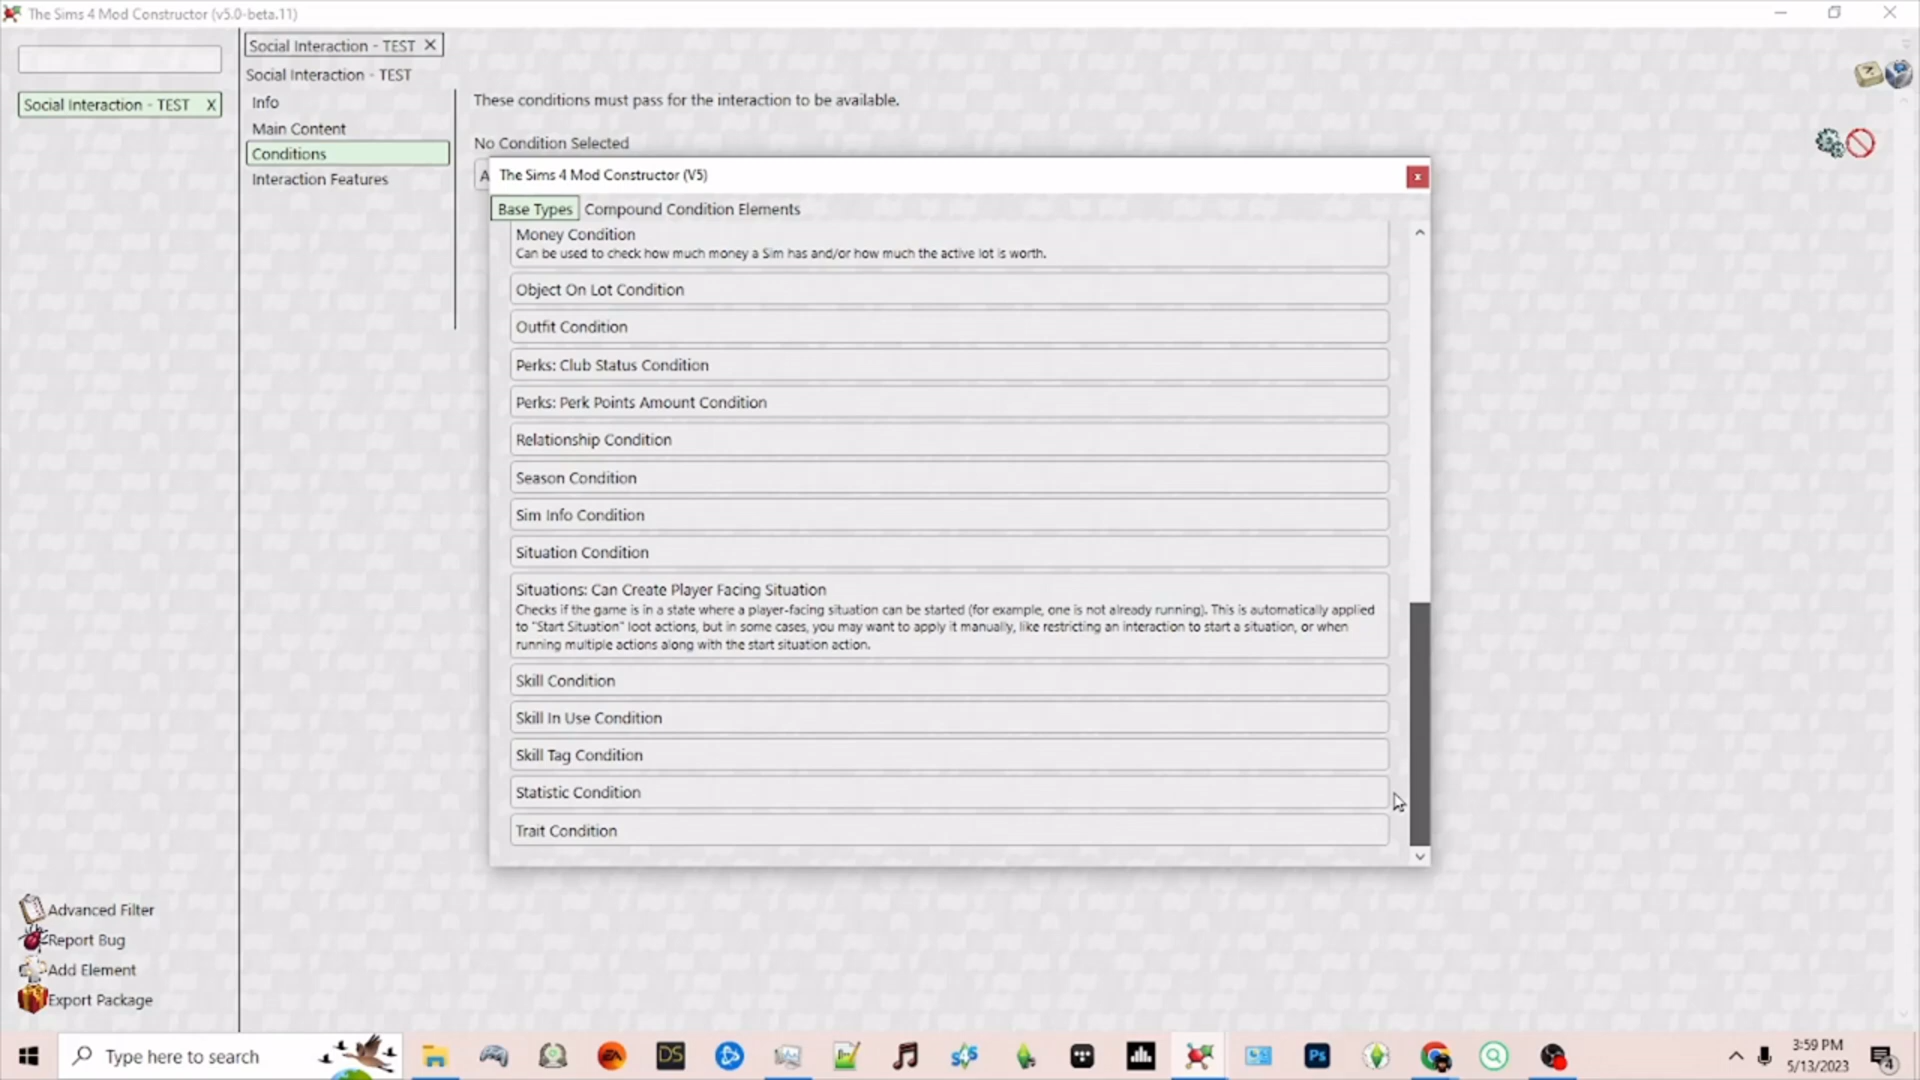 The Sims 4 Mod Constructor (v5.0-beta.11)
Social Interaction - TEST X
Social Interaction - TEST
Social Interaction - TEST X
Info
Main Content
Conditions
Interaction Features
These conditions must pass for the interaction to be available.
No Condition Selected
A
The Sims 4 Mod Constructor (V5)
x
Base Types
Compound Condition Elements
Money Condition
Can be used to check how much money a Sim has and/or how much the active lot is worth.
Object On Lot Condition
Outfit Condition
Perks: Club Status Condition
Perks: Perk Points Amount Condition
Relationship Condition
Season Condition
Sim Info Condition
Situation Condition
Situations: Can Create Player Facing Situation
Checks if the game is in a state where a player-facing situation can be started (for example, one is not already running). This is automatically applied
to "Start Situation" loot actions, but in some cases, you may want to apply it manually, like restricting an interaction to start a situation, or when
running multiple actions along with the start situation action.
Skill Condition
Skill In Use Condition
Skill Tag Condition
Statistic Condition
Trait Condition
Advanced Filter
Report Bug
Add Element
Export Package
Type here to search
EA
DS
S4S
Ps
3:59 PM
5/13/2023
4